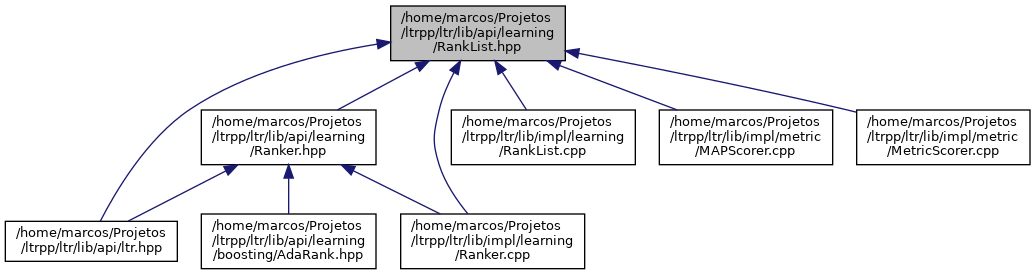 /home/marcos/Projetos
/ltrpp/ltr/lib/api/learning
/RankList.hpp
/home/marcos/Projetos
/ltrpp/ltr/lib/api/learning
/Ranker.hpp
/home/marcos/Projetos
/ltrpp/ltr/lib/impl/learning
/RankList.cpp
/home/marcos/Projetos
/ltrpp/ltr/lib/impl/metric
/MAPScorer.cpp
/home/marcos/Projetos
/ltrpp/ltr/lib/impl/metric
/MetricScorer.cpp
/home/marcos/Projetos
/ltrpp/ltr/lib/api/ltr.hpp
/home/marcos/Projetos
/ltrpp/ltr/lib/api/learning
/boosting/AdaRank.hpp
/home/marcos/Projetos
/ltrpp/ltr/lib/impl/learning
/Ranker.cpp